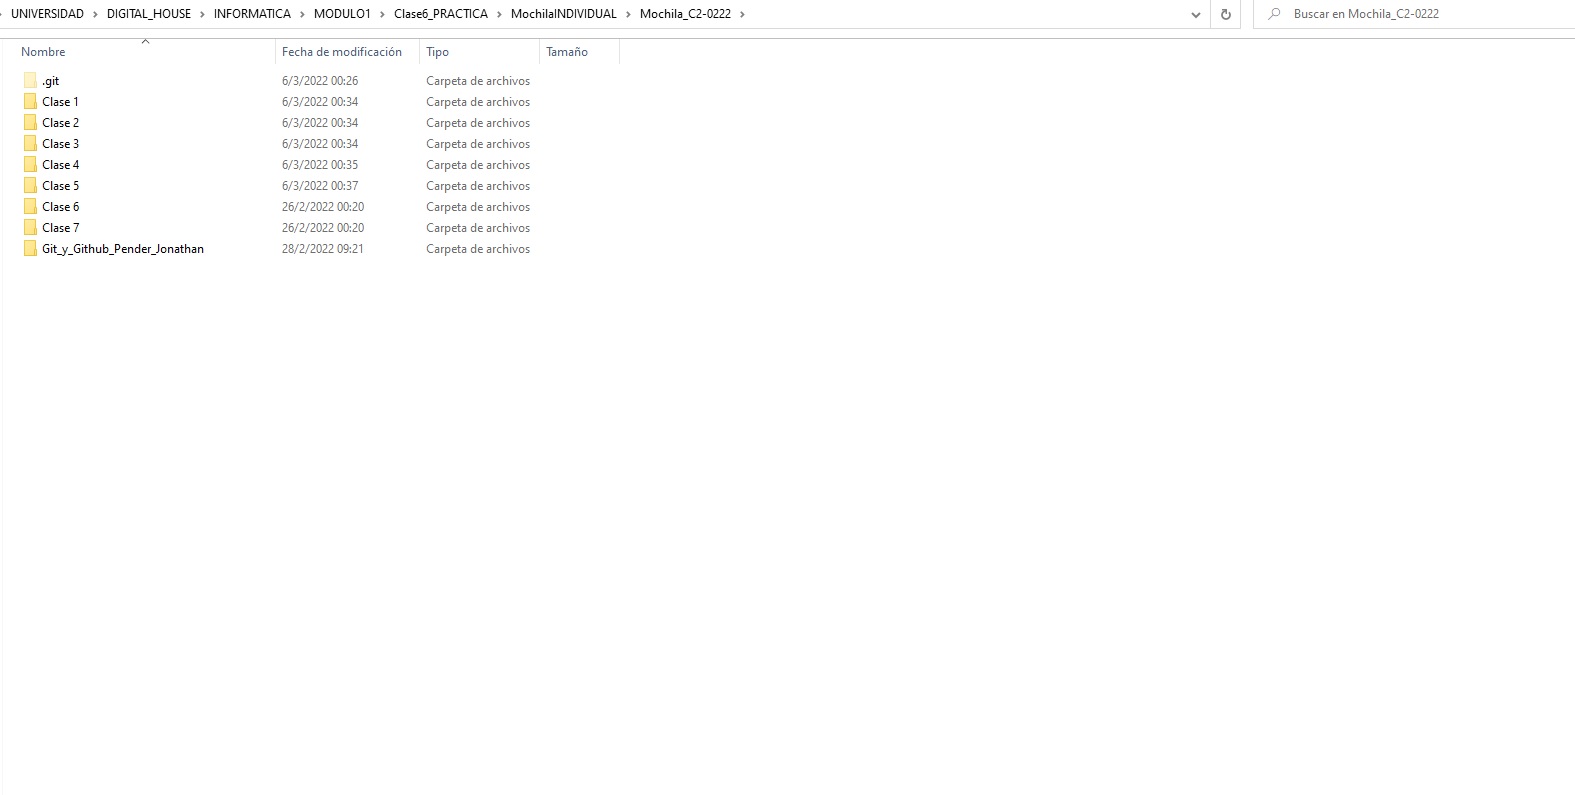 UNIVERSIDAD > DIGITAL_HOUSE > INFORMATICA > MODULO1 > Clase6_PRACTICA > MochilaINDIVIDUAL > Mochila_C2-0222 > Buscar en Mochila_C2-0222
Nombre Fecha de modificación Tipo Tamaño
.git 6/3/2022 00:26 Carpeta de archivos
Clase 1 6/3/2022 00:34 Carpeta de archivos
Clase 2 6/3/2022 00:34 Carpeta de archivos
Clase 3 6/3/2022 00:34 Carpeta de archivos
Clase 4 6/3/2022 00:35 Carpeta de archivos
Clase 5 6/3/2022 00:37 Carpeta de archivos
Clase 6 26/2/2022 00:20 Carpeta de archivos
Clase 7 26/2/2022 00:20 Carpeta de archivos
Git_y_Github_Pender_Jonathan 28/2/2022 09:21 Carpeta de archivos